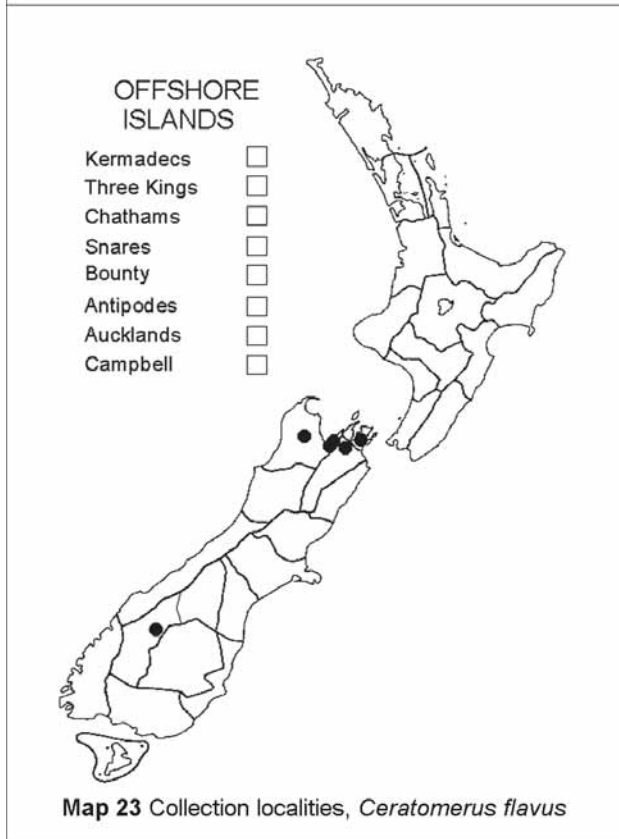 OFFSHORE
ISLANDS
Kermadecs
Three Kings
Chathams
Snares
Bounty
Antipodes
Aucklands
Campbell
Map 23 Collection localities, Ceratomerus flavus